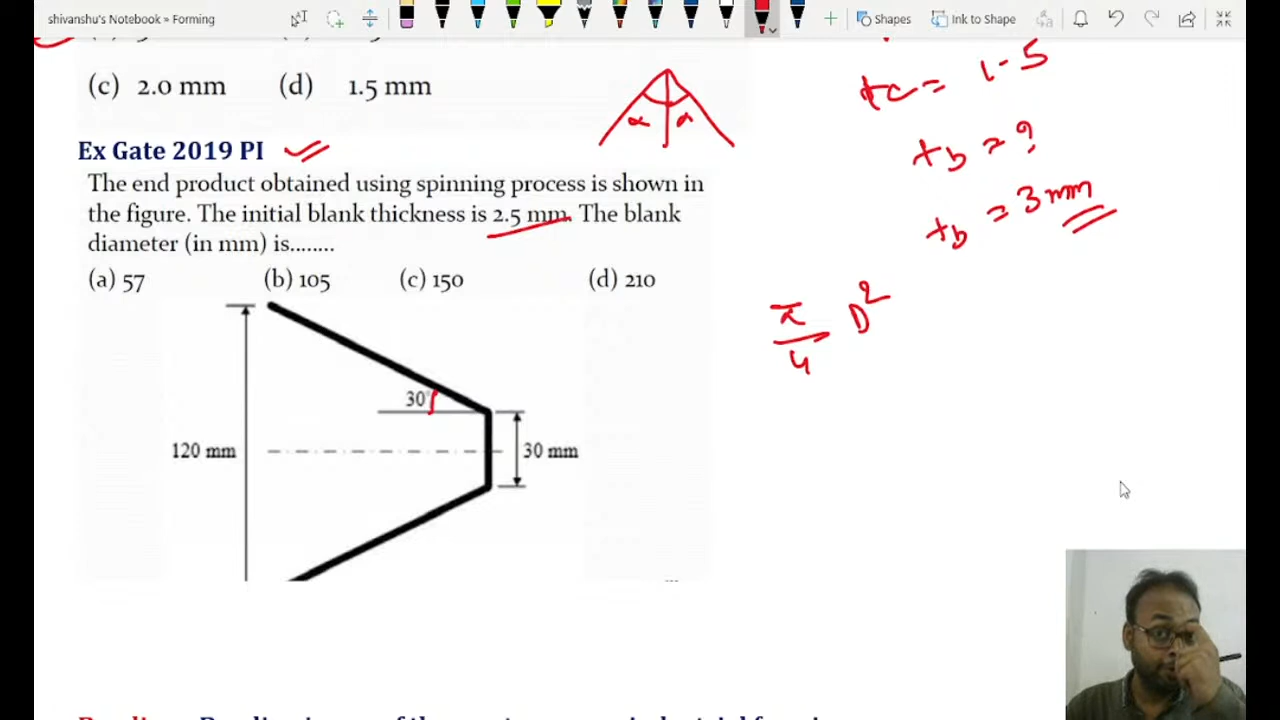 shivanshu's Notebook » Forming
Shapes
Ink to Shape
(c) 2.0 mm (d) 1.5 mm
Ex Gate 2019 PI
The end product obtained using spinning process is shown in
the figure. The initial blank thickness is 2.5 mm. The blank
diameter (in mm) is........
(a) 57 (b) 105 (c) 150 (d) 210
30°
120 mm
30 mm
α α
tc = 1.5
tb = ?
tb = 3 mm
π/4 D²